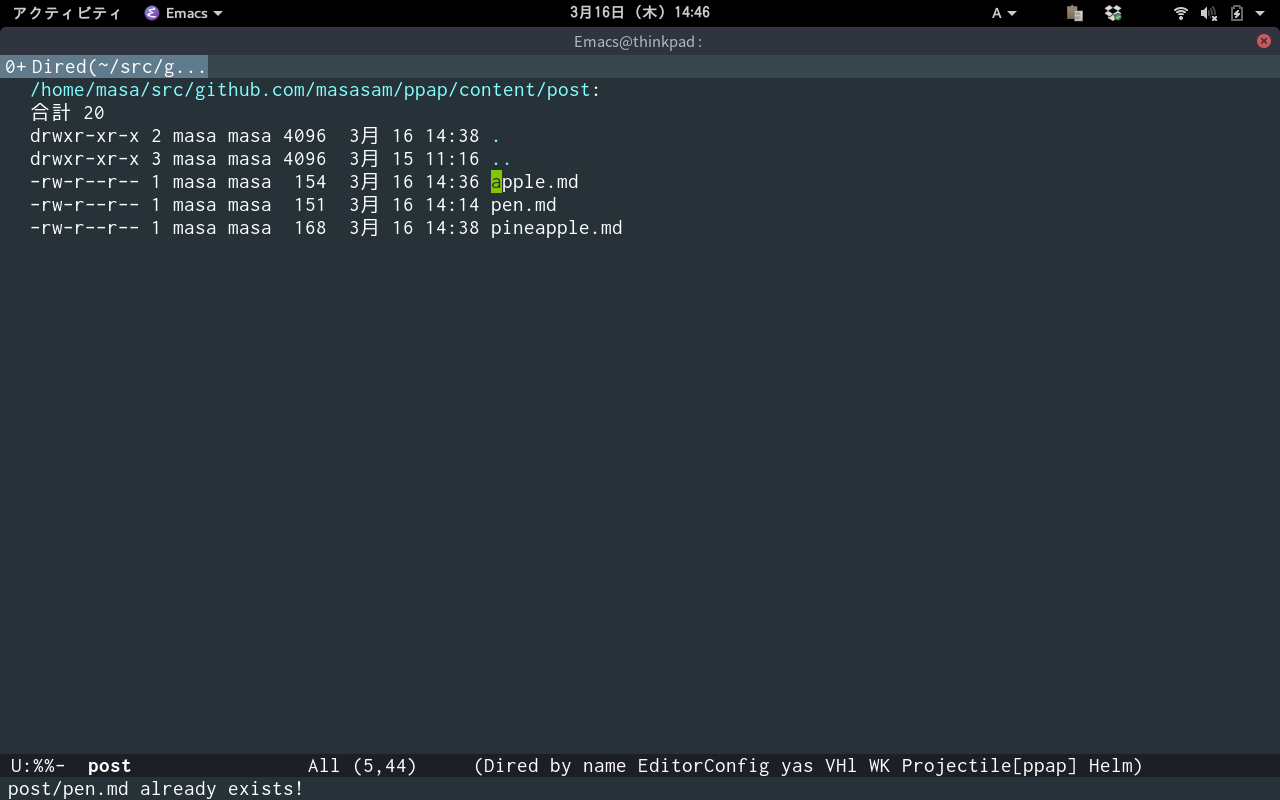 アクティビティ Emacs 3月16日 (木) 14:46 A
Emacs@thinkpad:
0+ Dired(~/src/g...
/home/masa/src/github.com/masasam/ppap/content/post:
合計 20
drwxr-xr-x 2 masa masa 4096  3月 16 14:38 .
drwxr-xr-x 3 masa masa 4096  3月 15 11:16 ..
-rw-r--r-- 1 masa masa  154  3月 16 14:36 apple.md
-rw-r--r-- 1 masa masa  151  3月 16 14:14 pen.md
-rw-r--r-- 1 masa masa  168  3月 16 14:38 pineapple.md
U:%%-  post                All (5,44)     (Dired by name EditorConfig yas VHl WK Projectile[ppap] Helm)
post/pen.md already exists!